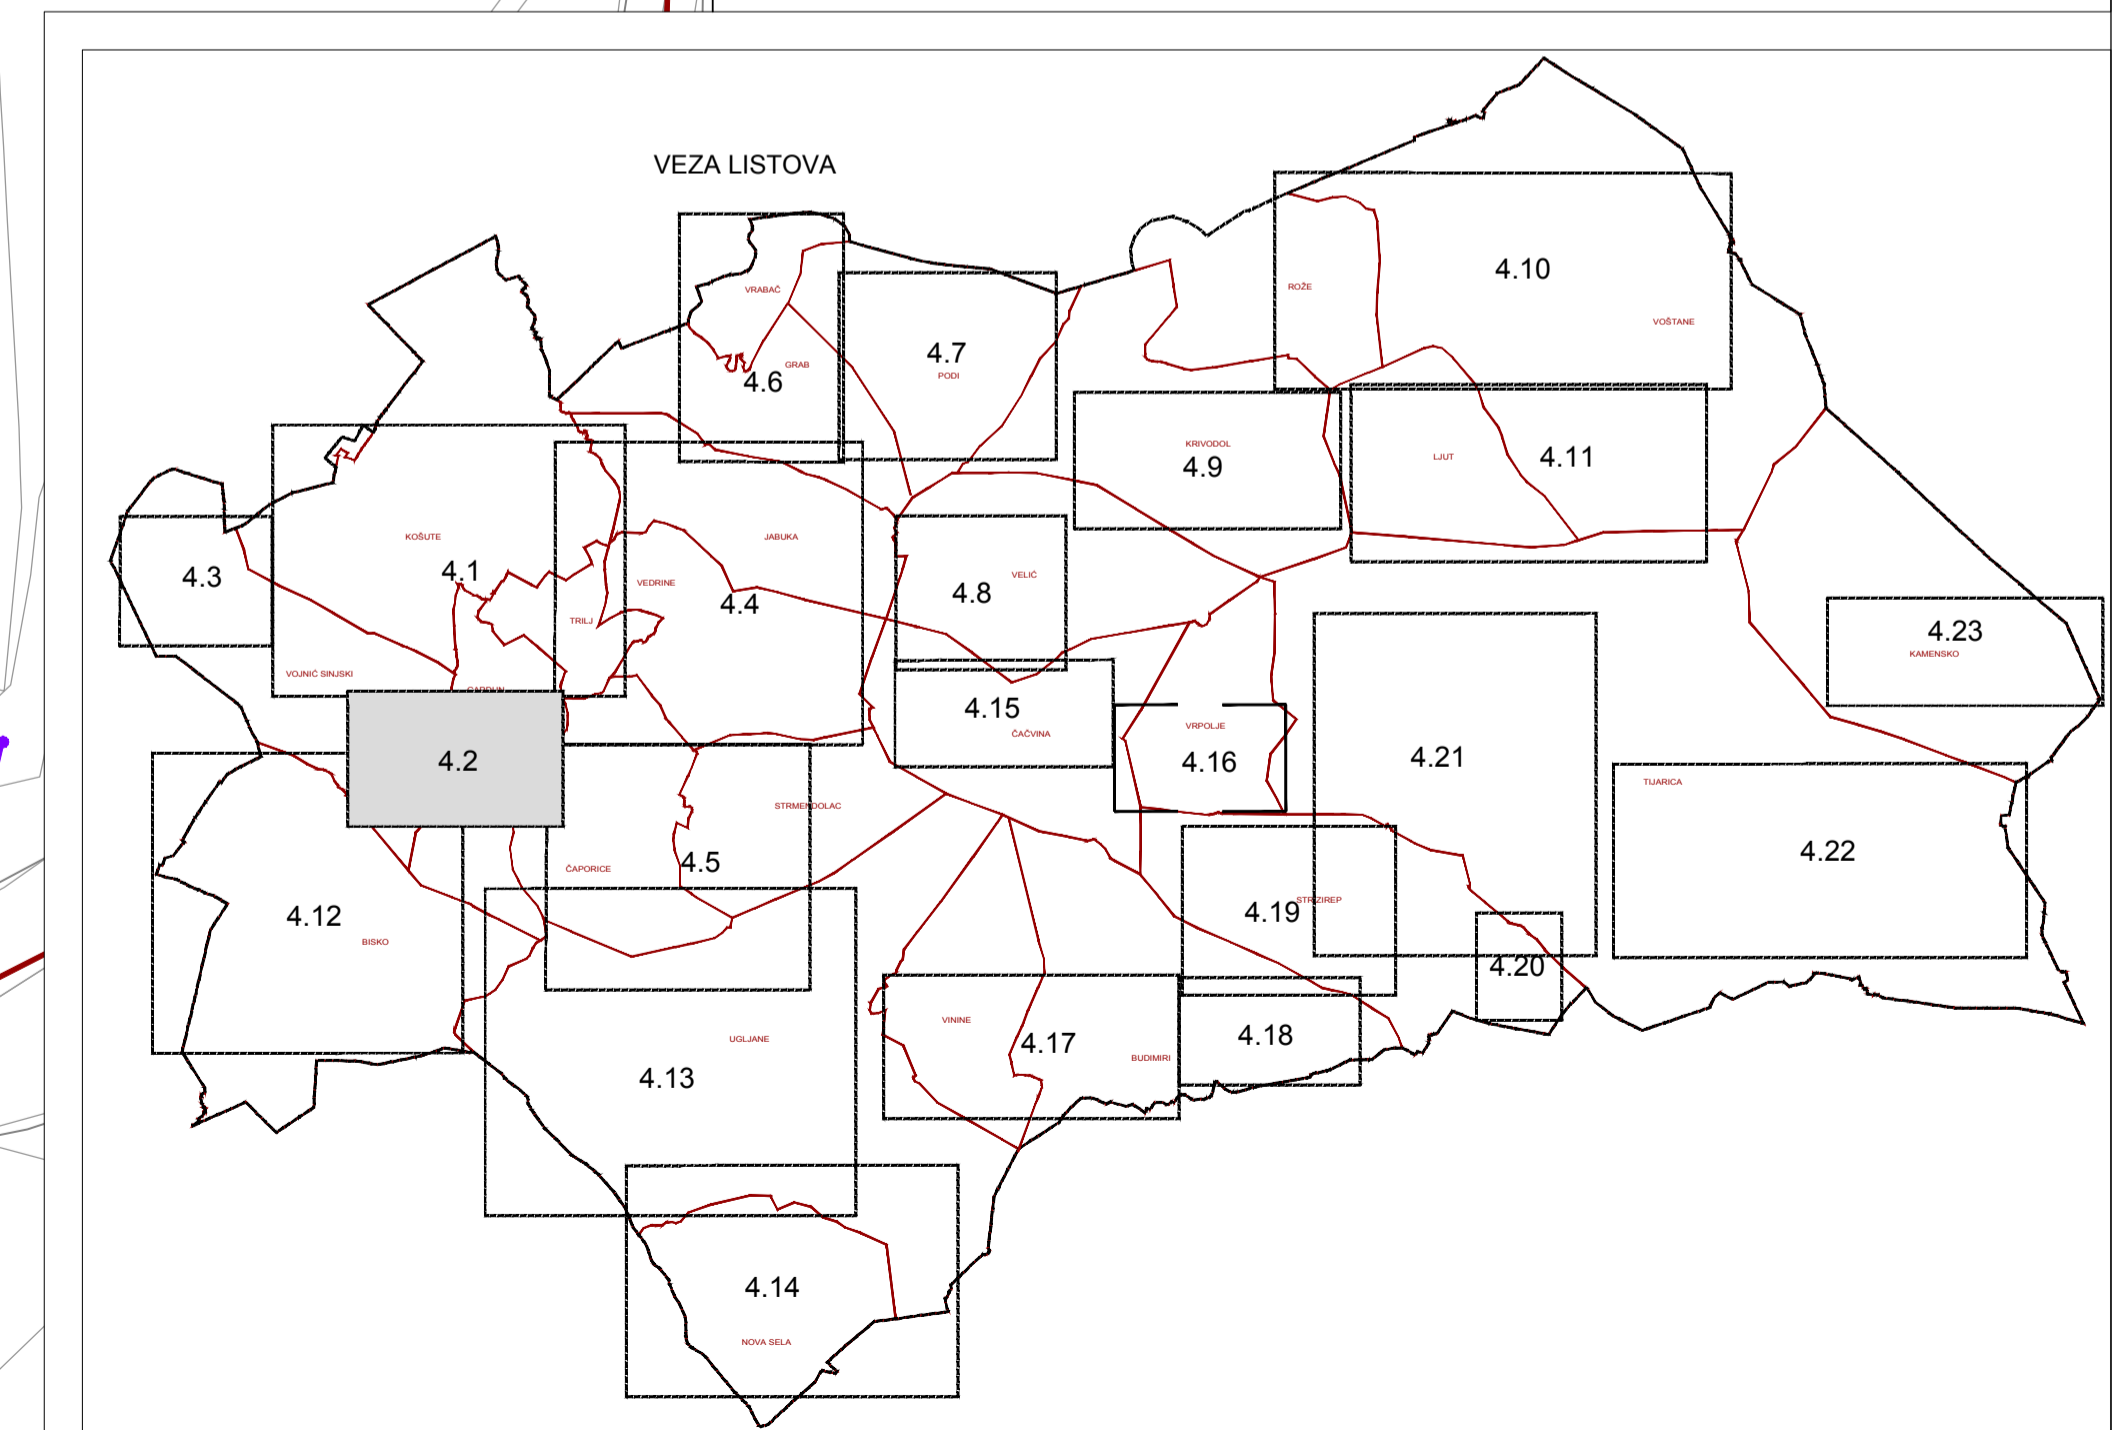 VEZA LISTOVA
4.10
VRABAČ
ROŽE
VOŠTANE
4.7
GRAB
PODI
4.6
KRIVODOL
4.9
LJUT
4.11
KOŠUTE
JABUKA
4.1
4.3
VEDRINE
VELIĆ
4.8
4.4
TRILJ
4.23
KAMENSKO
VOJNIĆ SINJSKI
GARDUN
4.15
ČAČVINA
VRPOLJE
4.2
4.16
4.21
TIJARICA
STRMENDOLAC
4.5
ČAPORICE
4.22
4.12
BISKO
4.19
STRIZIREP
4.20
VININE
UGLJANE
4.17
4.18
BUDIMIRI
4.13
4.14
NOVA SELA